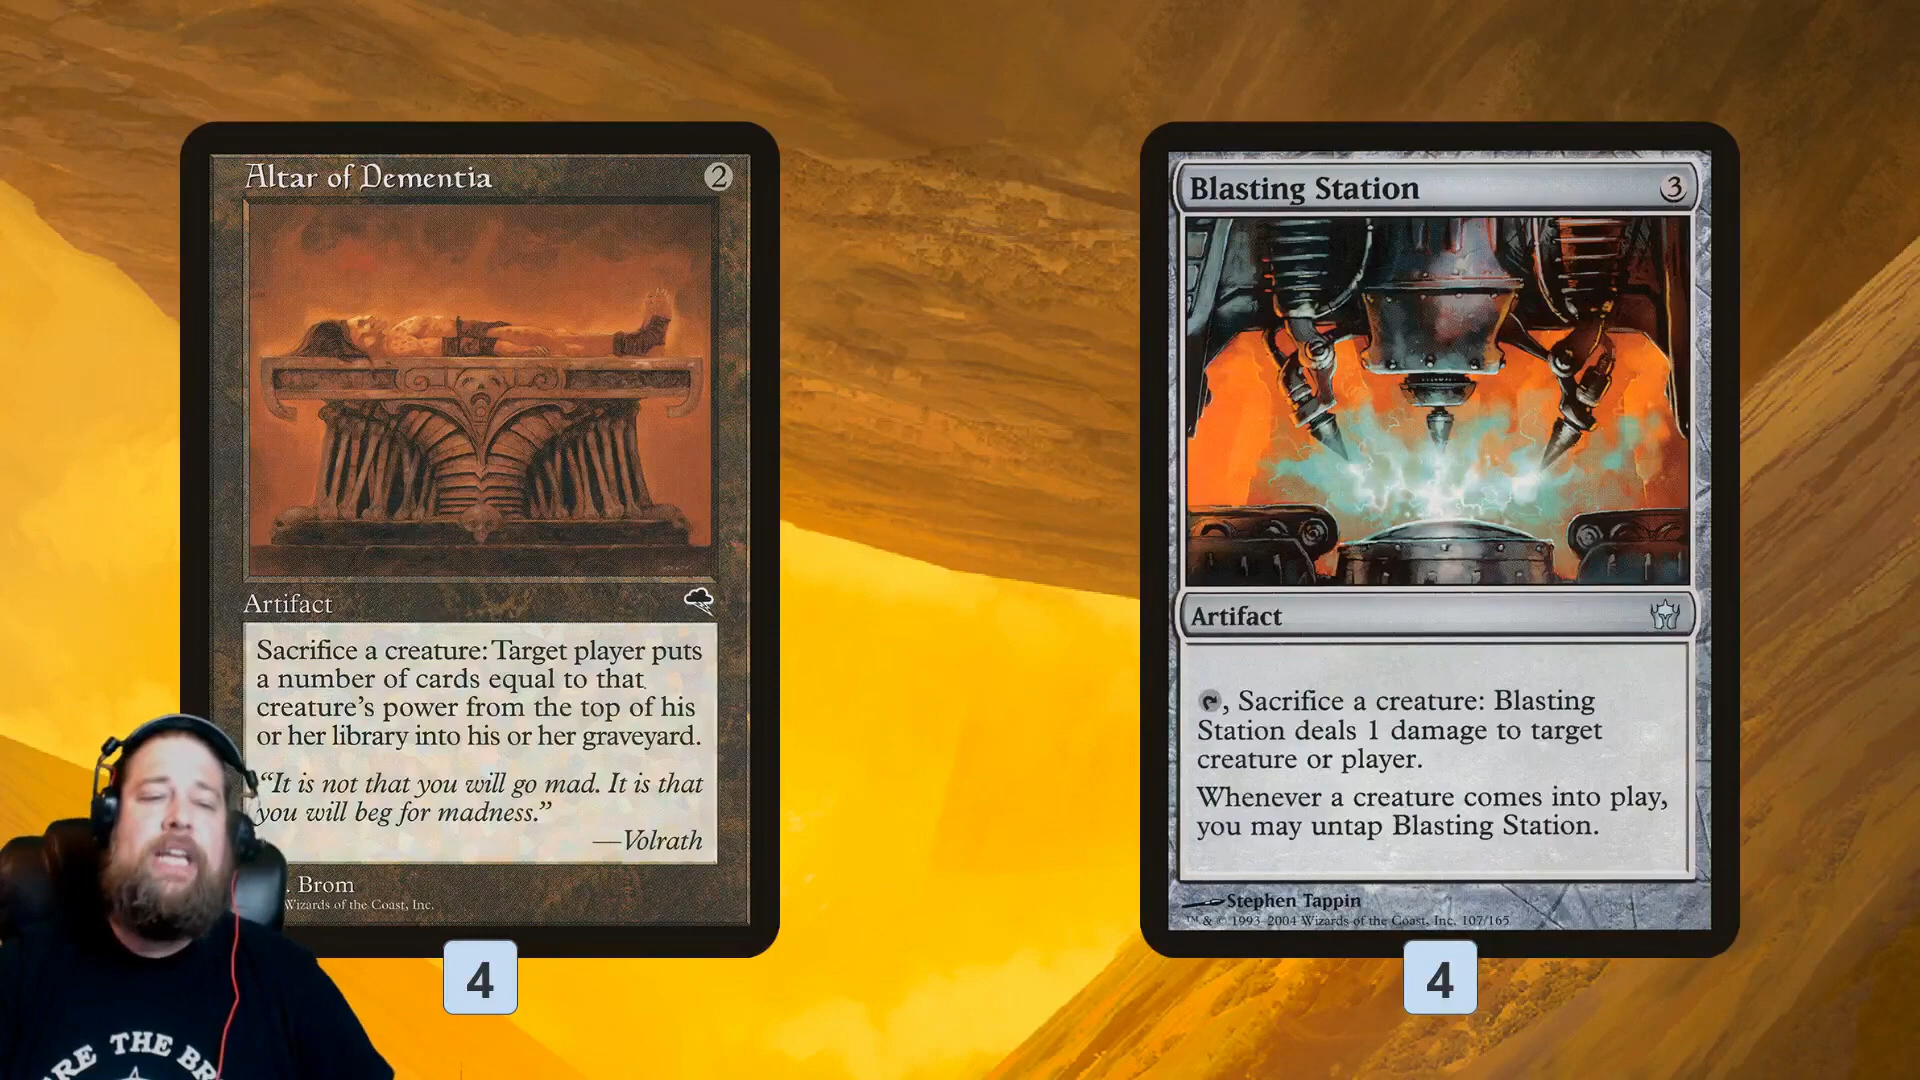 Altar of Dementia
2
Artifact
Sacrifice a creature: Target player puts
a number of cards equal to that
creature's power from the top of his
or her library into his or her graveyard.
"It is not that you will go mad. It is that
you will beg for madness."
—Volrath
. Brom
Wizards of the Coast, Inc.
4
Blasting Station
3
Artifact
, Sacrifice a creature: Blasting
Station deals 1 damage to target
creature or player.
Whenever a creature comes into play,
you may untap Blasting Station.
Stephen Tappin
™ & © 1993–2004 Wizards of the Coast, Inc. 107/165
4
THE